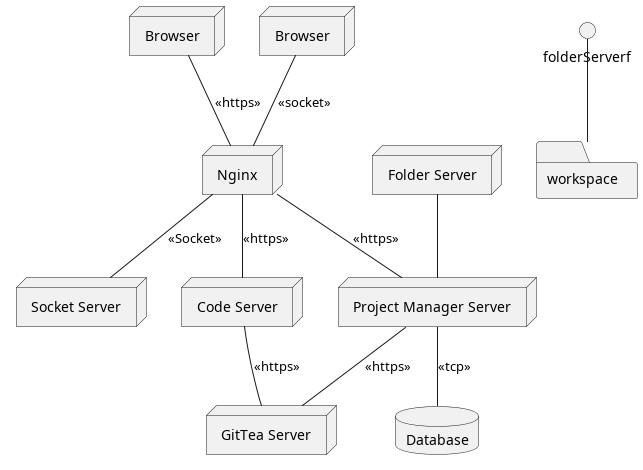 Browser
Browser
folderServerf
«https»
«socket»
Nginx
Folder Server
workspace
«Socket»
«https»
«https»
Socket Server
Code Server
Project Manager Server
«https»
«https»
«tcp»
GitTea Server
Database